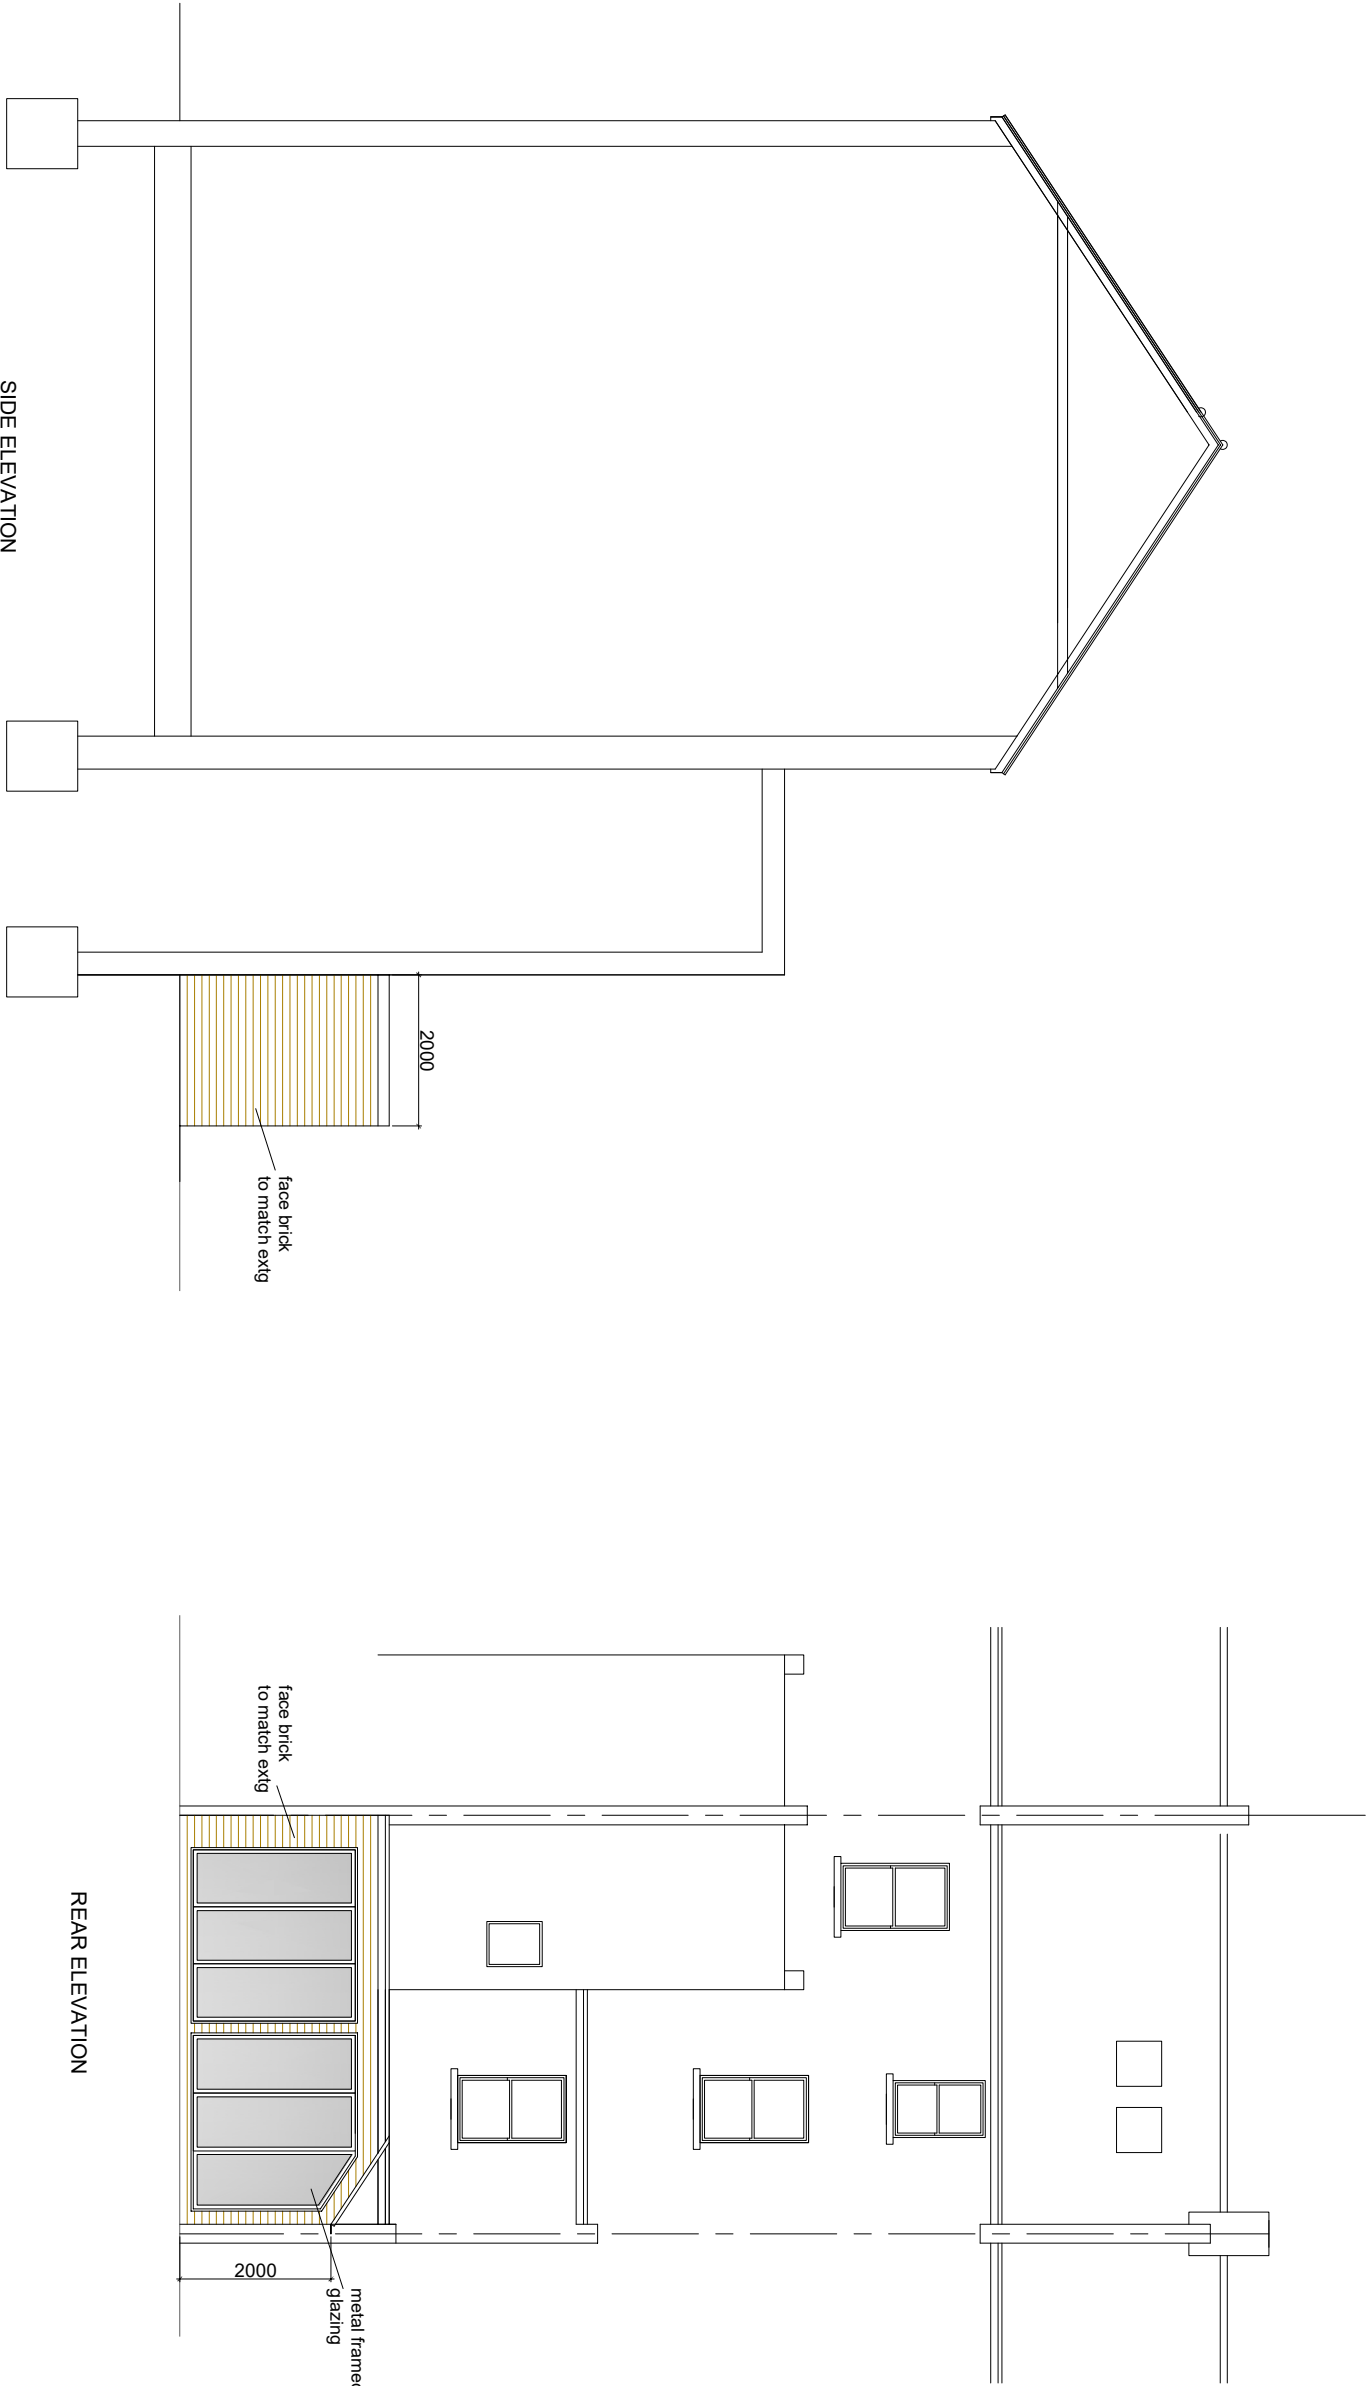 2000
face brick
to match extg
SIDE ELEVATION
face brick
to match extg
2000
metal framed
glazing
REAR ELEVATION